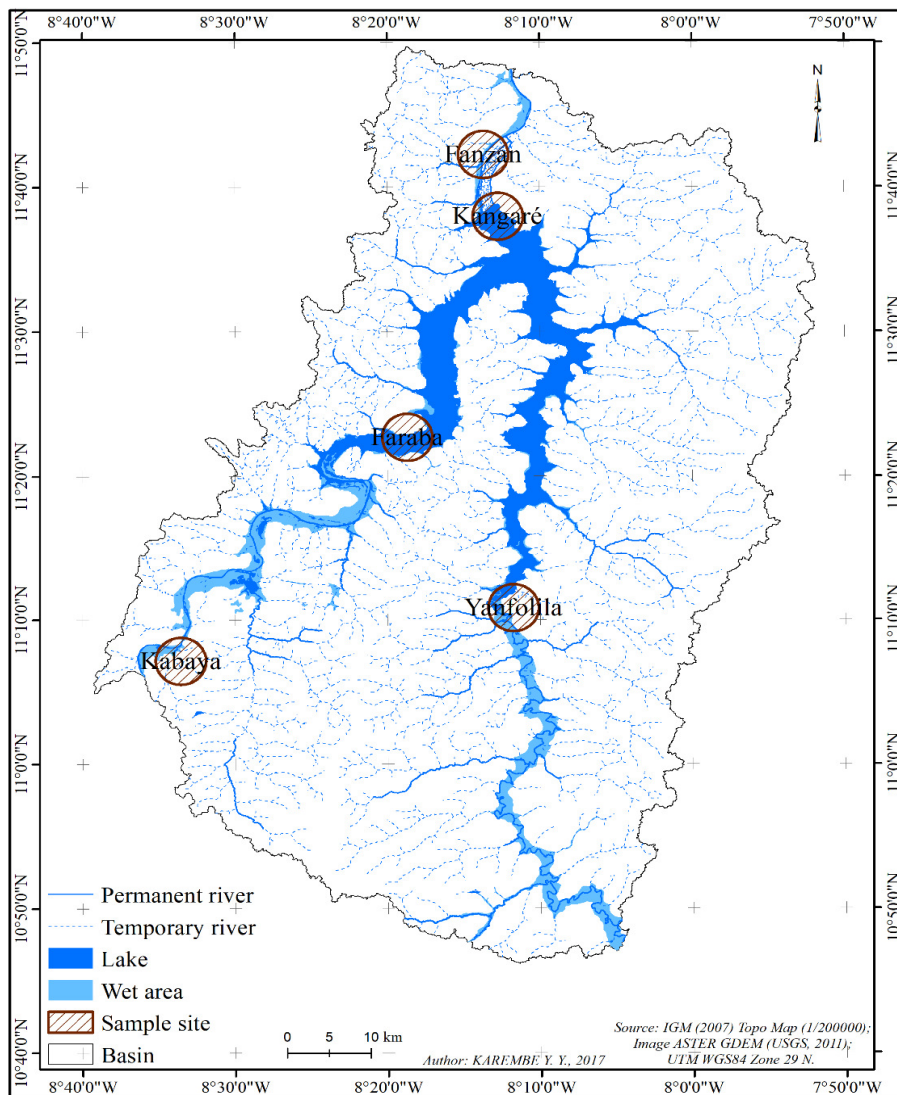 8°40'0"W 8°30'0"W 8°20'0"W 8°10'0"W 8°0'0"W 7°50'0"W
11°50'0"N
N
Fanzan
11°40'0"N 11°40'0"N
Kangaré
11°30'0"N 11°30'0"N
Faraba
11°20'0"N 11°20'0"N
Yanfolila
11°10'0"N 11°10'0"N
Kabaya
11°0'0"N 11°0'0"N
Permanent river
10°50'0"N 10°50'0"N
Temporary river
Lake
Wet area
Sample site
Basin
0 5 10 km
Source: IGM (2007) Topo Map (1/200000);
Image ASTER GDEM (USGS, 2011);
Author: KAREMBE Y. Y., 2017 UTM WGS84 Zone 29 N.
10°40'0"N
8°40'0"W 8°30'0"W 8°20'0"W 8°10'0"W 8°0'0"W 7°50'0"W